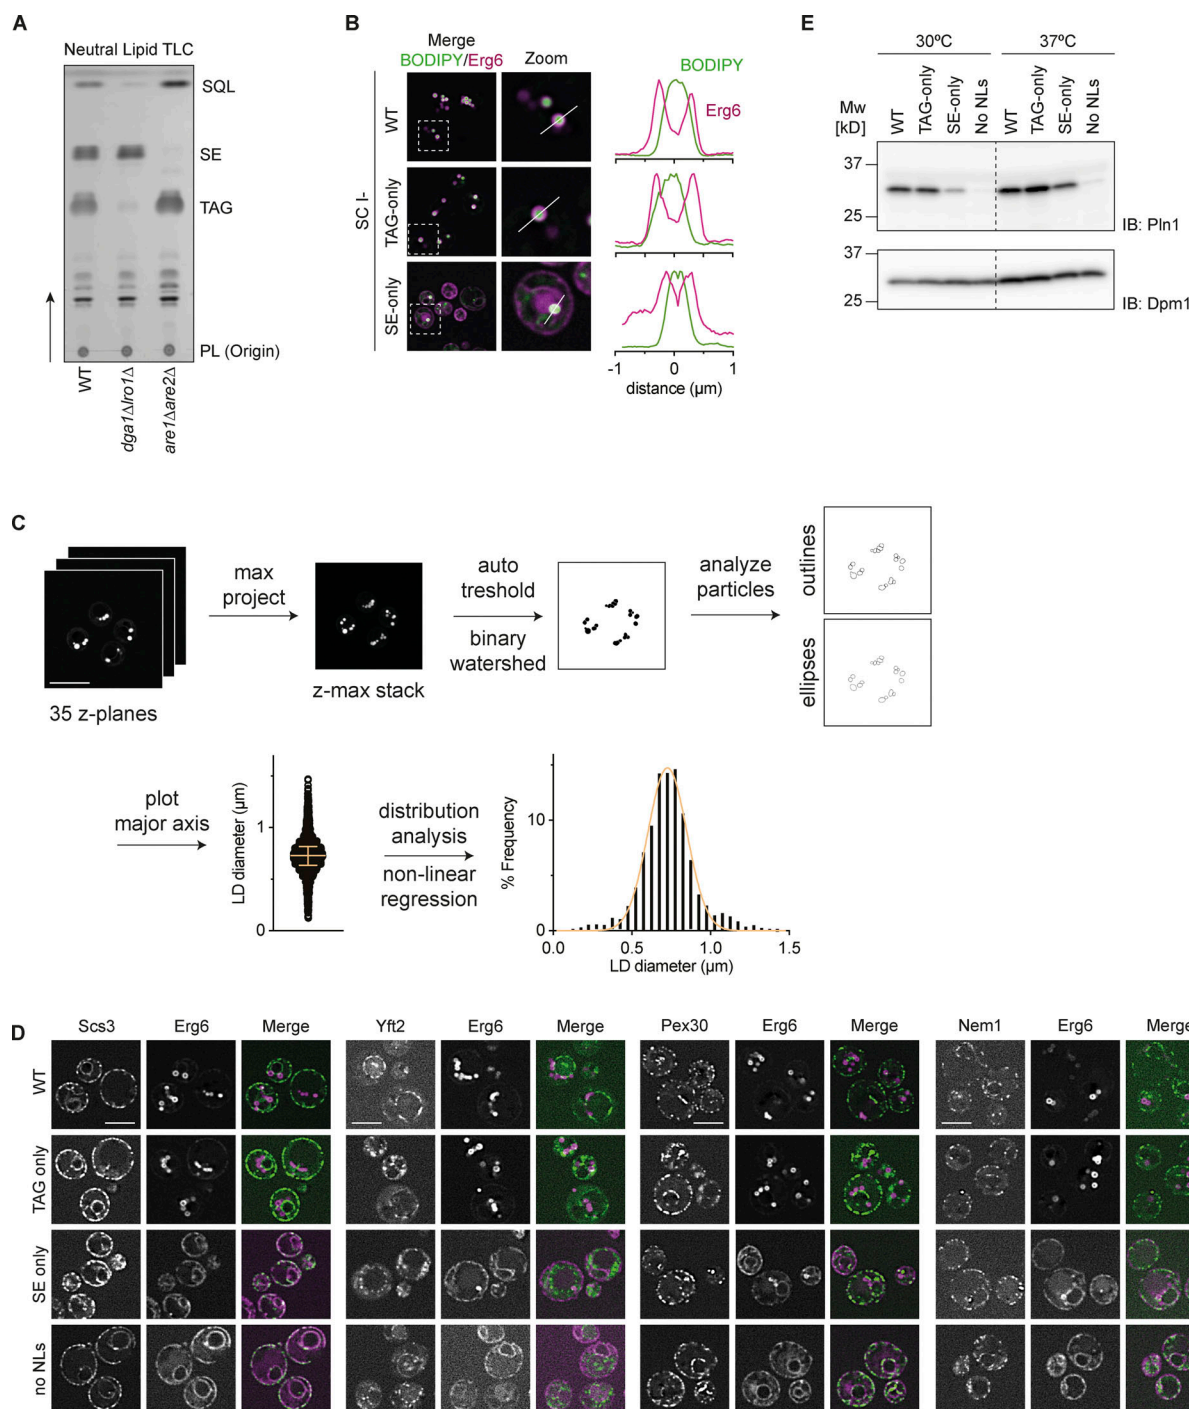 A
Neutral Lipid TLC
SQL
SE
TAG
PL (Origin)
WT
dga1Δlro1Δ
are1Δare2Δ
B
Merge
BODIPY/Erg6
Zoom
SC I-
WT
TAG-only
SE-only
BODIPY
Erg6
-1 0 1
distance (µm)
E
30ºC 37ºC
Mw
[kD]
WT
TAG-only
SE-only
No NLs
WT
TAG-only
SE-only
No NLs
37
25
IB: Pln1
37
25
IB: Dpm1
C
35 z-planes
max
project
z-max stack
auto
treshold
binary
watershed
analyze
particles
outlines
ellipses
plot
major axis
LD diameter (µm)
1
0
distribution
analysis
non-linear
regression
% Frequency
10
0
0.0 0.5 1.0 1.5
LD diameter (µm)
D
Scs3 Erg6 Merge Yft2 Erg6 Merge Pex30 Erg6 Merge Nem1 Erg6 Merge
WT
TAG only
SE only
no NLs